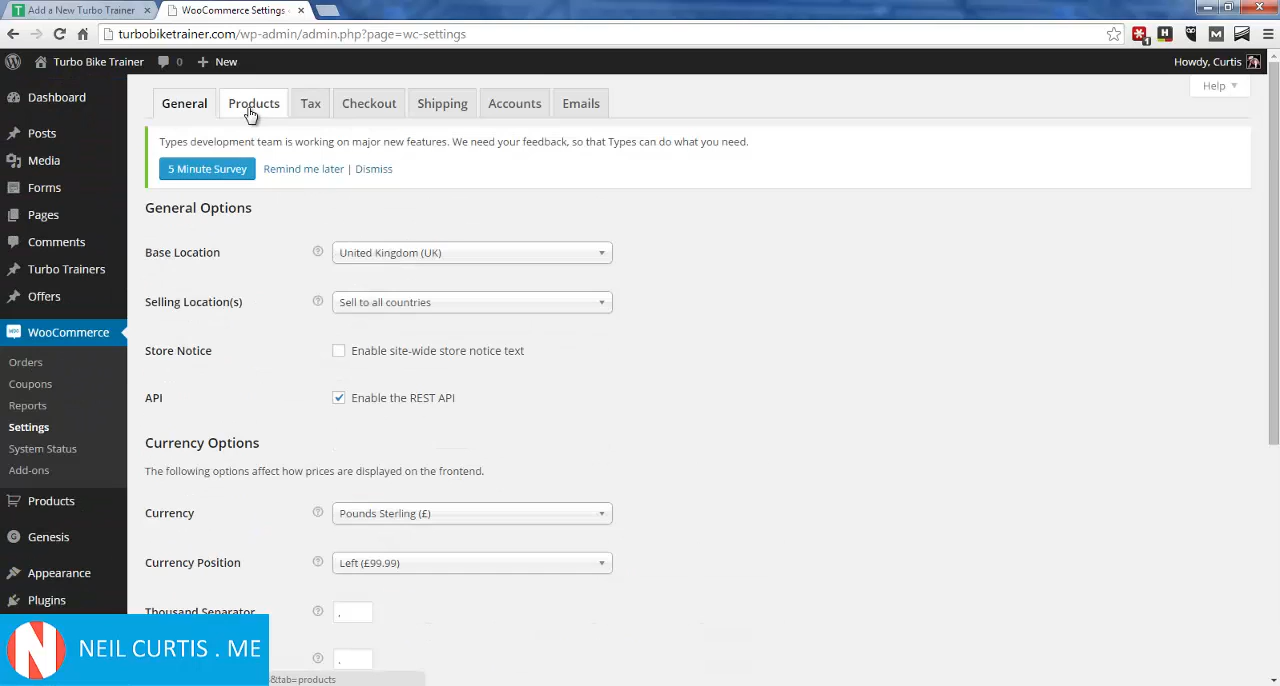 Add a New Turbo Trainer
WooCommerce Settings
turbobiketrainer.com/wp-admin/admin.php?page=wc-settings
Turbo Bike Trainer 0 + New Howdy, Curtis
Help
General Products Tax Checkout Shipping Accounts Emails
Types development team is working on major new features. We need your feedback, so that Types can do what you need.
5 Minute Survey Remind me later | Dismiss
Dashboard
Posts
Media
Forms
Pages
Comments
Turbo Trainers
Offers
WooCommerce
Orders
Coupons
Reports
Settings
System Status
Add-ons
Products
Genesis
Appearance
Plugins
General Options
Base Location United Kingdom (UK)
Selling Location(s) Sell to all countries
Store Notice Enable site-wide store notice text
API Enable the REST API
Currency Options
The following options affect how prices are displayed on the frontend.
Currency Pounds Sterling (£)
Currency Position Left (£99.99)
Thousand Separator ,
.
NEIL CURTIS . ME
&tab=products